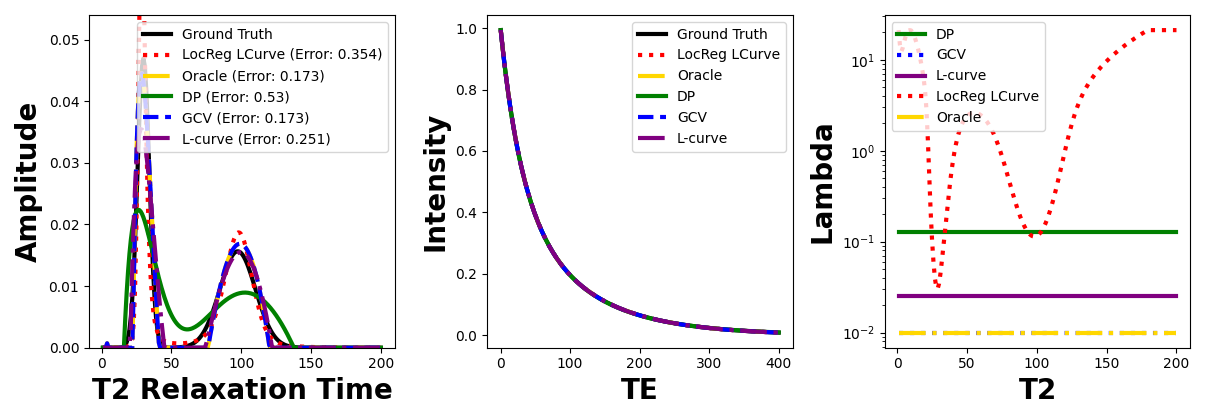 Amplitude
0.05
0.04
0.03
0.02
0.01
0.00
0
50
100
150
200
T2 Relaxation Time
Ground Truth
LocReg LCurve (Error: 0.354)
Oracle (Error: 0.173)
DP (Error: 0.53)
GCV (Error: 0.173)
L-curve (Error: 0.251)
Intensity
1.0
0.8
0.6
0.4
0.2
0.0
0
100
200
300
400
TE
Ground Truth
LocReg LCurve
Oracle
DP
GCV
L-curve
Lambda
10¹
10⁰
10⁻¹
10⁻²
0
50
100
150
200
T2
DP
GCV
L-curve
LocReg LCurve
Oracle